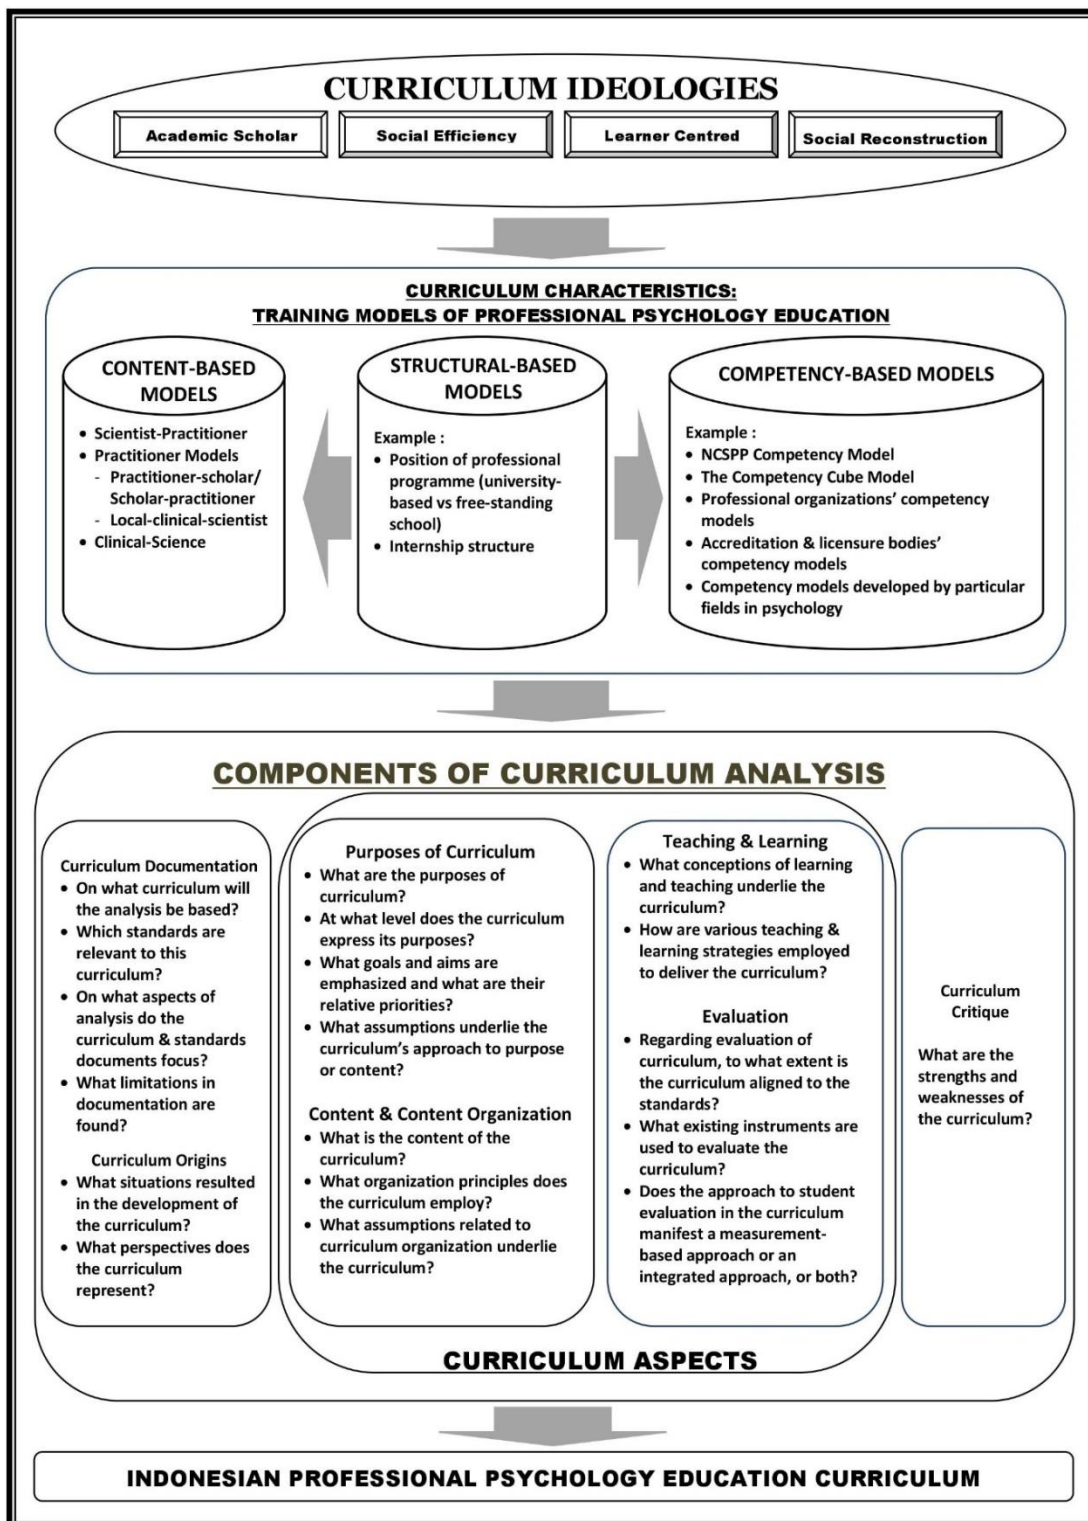 CURRICULUM IDEOLOGIES
Academic Scholar
Social Efficiency
Learner Centred
Social Reconstruction
CURRICULUM CHARACTERISTICS:
TRAINING MODELS OF PROFESSIONAL PSYCHOLOGY EDUCATION
CONTENT-BASED
MODELS
• Scientist-Practitioner
• Practitioner Models
- Practitioner-scholar/
Scholar-practitioner
- Local-clinical-scientist
• Clinical-Science
STRUCTURAL-BASED
MODELS
Example :
• Position of professional
programme (university-
based vs free-standing
school)
• Internship structure
COMPETENCY-BASED MODELS
Example :
• NCSPP Competency Model
• The Competency Cube Model
• Professional organizations’ competency
models
• Accreditation & licensure bodies’
competency models
• Competency models developed by particular
fields in psychology
COMPONENTS OF CURRICULUM ANALYSIS
Curriculum Documentation
• On what curriculum will
the analysis be based?
• Which standards are
relevant to this
curriculum?
• On what aspects of
analysis do the
curriculum & standards
documents focus?
• What limitations in
documentation are
found?
Curriculum Origins
• What situations resulted
in the development of
the curriculum?
• What perspectives does
the curriculum
represent?
Purposes of Curriculum
• What are the purposes of
curriculum?
• At what level does the curriculum
express its purposes?
• What goals and aims are
emphasized and what are their
relative priorities?
• What assumptions underlie the
curriculum’s approach to purpose
or content?
Content & Content Organization
• What is the content of the
curriculum?
• What organization principles does
the curriculum employ?
• What assumptions related to
curriculum organization underlie
the curriculum?
Teaching & Learning
• What conceptions of learning
and teaching underlie the
curriculum?
• How are various teaching &
learning strategies employed
to deliver the curriculum?
Evaluation
• Regarding evaluation of
curriculum, to what extent is
the curriculum aligned to the
standards?
• What existing instruments are
used to evaluate the
curriculum?
• Does the approach to student
evaluation in the curriculum
manifest a measurement-
based approach or an
integrated approach, or both?
Curriculum
Critique
What are the
strengths and
weaknesses of
the curriculum?
CURRICULUM ASPECTS
INDONESIAN PROFESSIONAL PSYCHOLOGY EDUCATION CURRICULUM